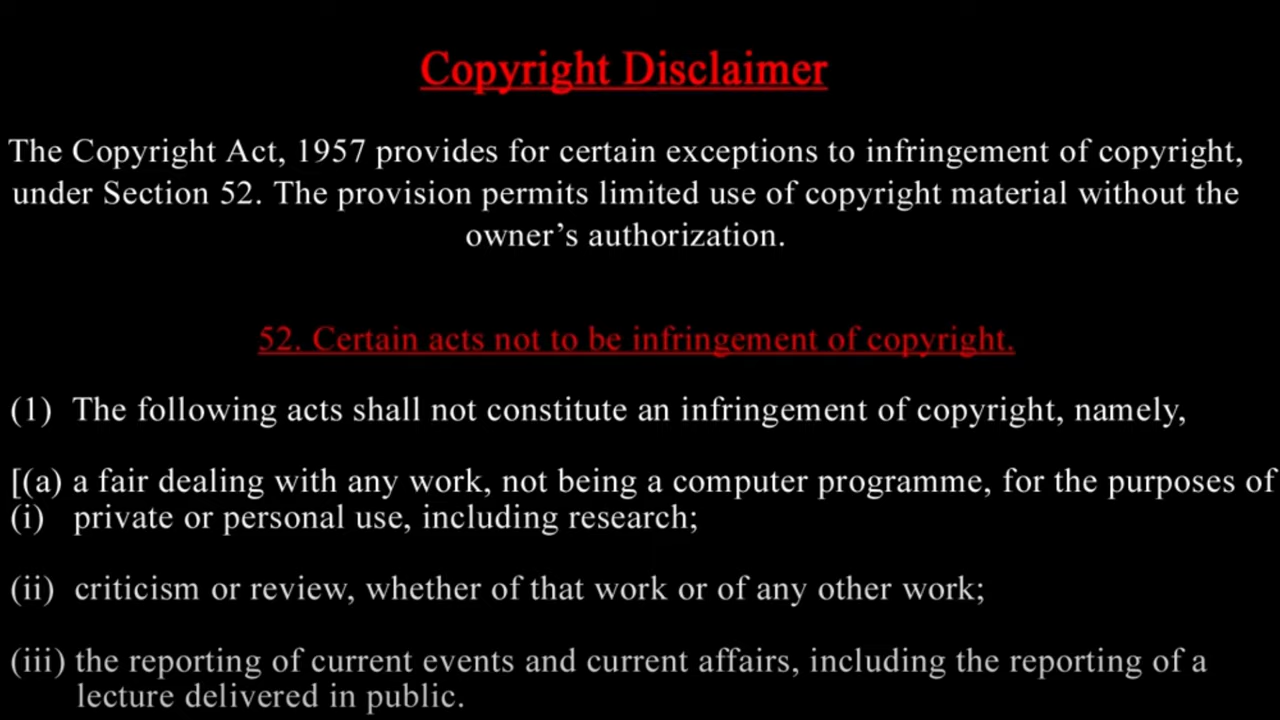 Copyright Disclaimer
The Copyright Act, 1957 provides for certain exceptions to infringement of copyright,
under Section 52. The provision permits limited use of copyright material without the
owner’s authorization.
52. Certain acts not to be infringement of copyright.
(1) The following acts shall not constitute an infringement of copyright, namely,
[(a) a fair dealing with any work, not being a computer programme, for the purposes of
(i) private or personal use, including research;
(ii) criticism or review, whether of that work or of any other work;
(iii) the reporting of current events and current affairs, including the reporting of a
lecture delivered in public.